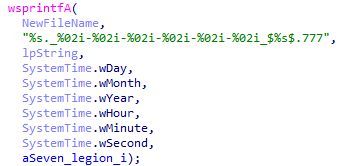 wsprintfA(
NewFileName,
"%s._%02i-%02i-%02i-%02i-%02i-%02i_$%s$.777",
lpString,
SystemTime.wDay,
SystemTime.wMonth,
SystemTime.wYear,
SystemTime.wHour,
SystemTime.wMinute,
SystemTime.wSecond,
aSeven_legion_i);